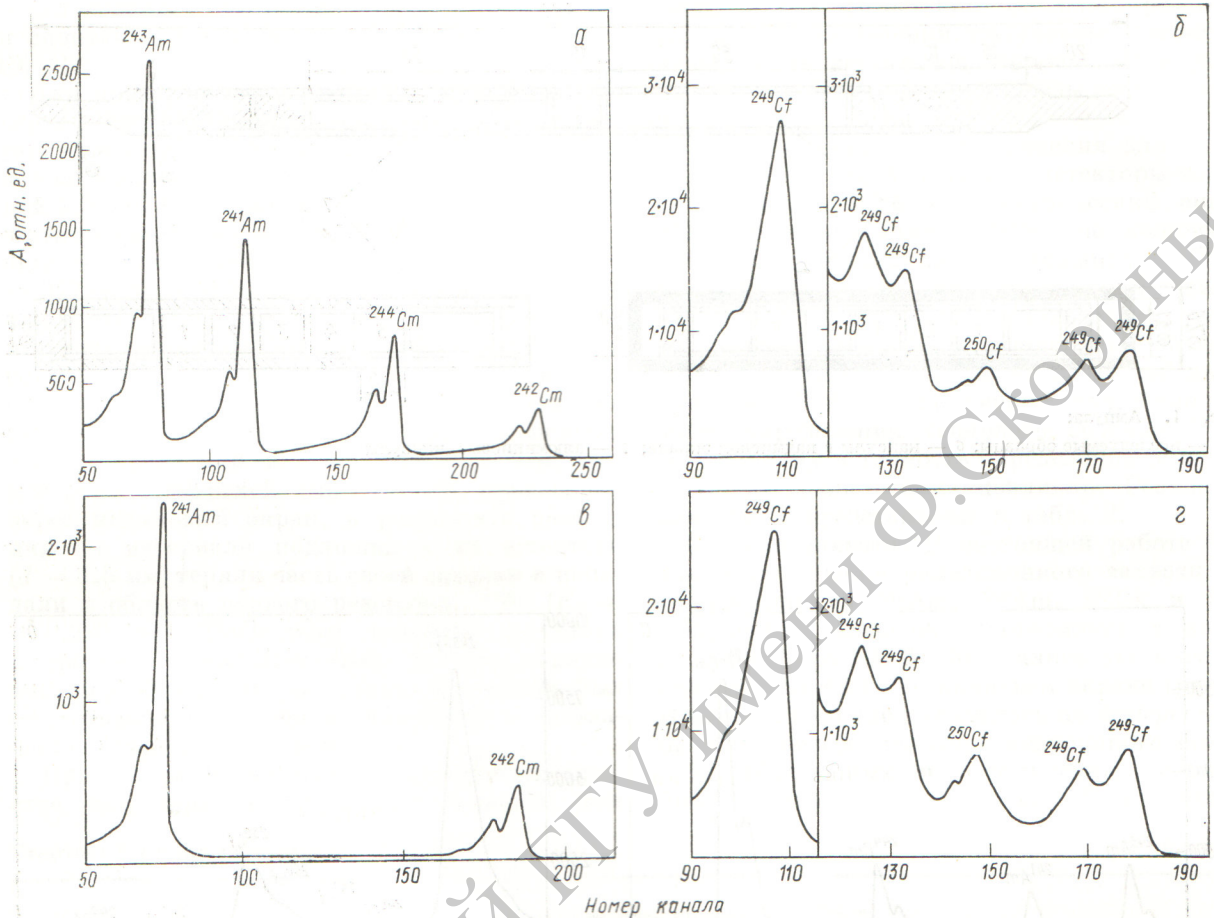 А, отн. ед.
а
2500
2000
1500
1000
500
²⁴³Am
²⁴¹Am
²⁴⁴Cm
²⁴²Cm
50 100 150 200 250
б
3·10⁴
2·10⁴
1·10⁴
3·10³
2·10³
1·10³
²⁴⁹Cf
²⁴⁹Cf
²⁴⁹Cf
²⁵⁰Cf
²⁴⁹Cf
²⁴⁹Cf
90 110 130 150 170 190
в
2·10³
10³
²⁴¹Am
²⁴²Cm
50 100 150 200
г
2·10⁴
1·10⁴
2·10³
1·10³
²⁴⁹Cf
²⁴⁹Cf
²⁴⁹Cf
²⁵⁰Cf
²⁴⁹Cf
²⁴⁹Cf
90 110 130 150 170 190
Номер канала
Й ГГУ имени Ф.Скорины